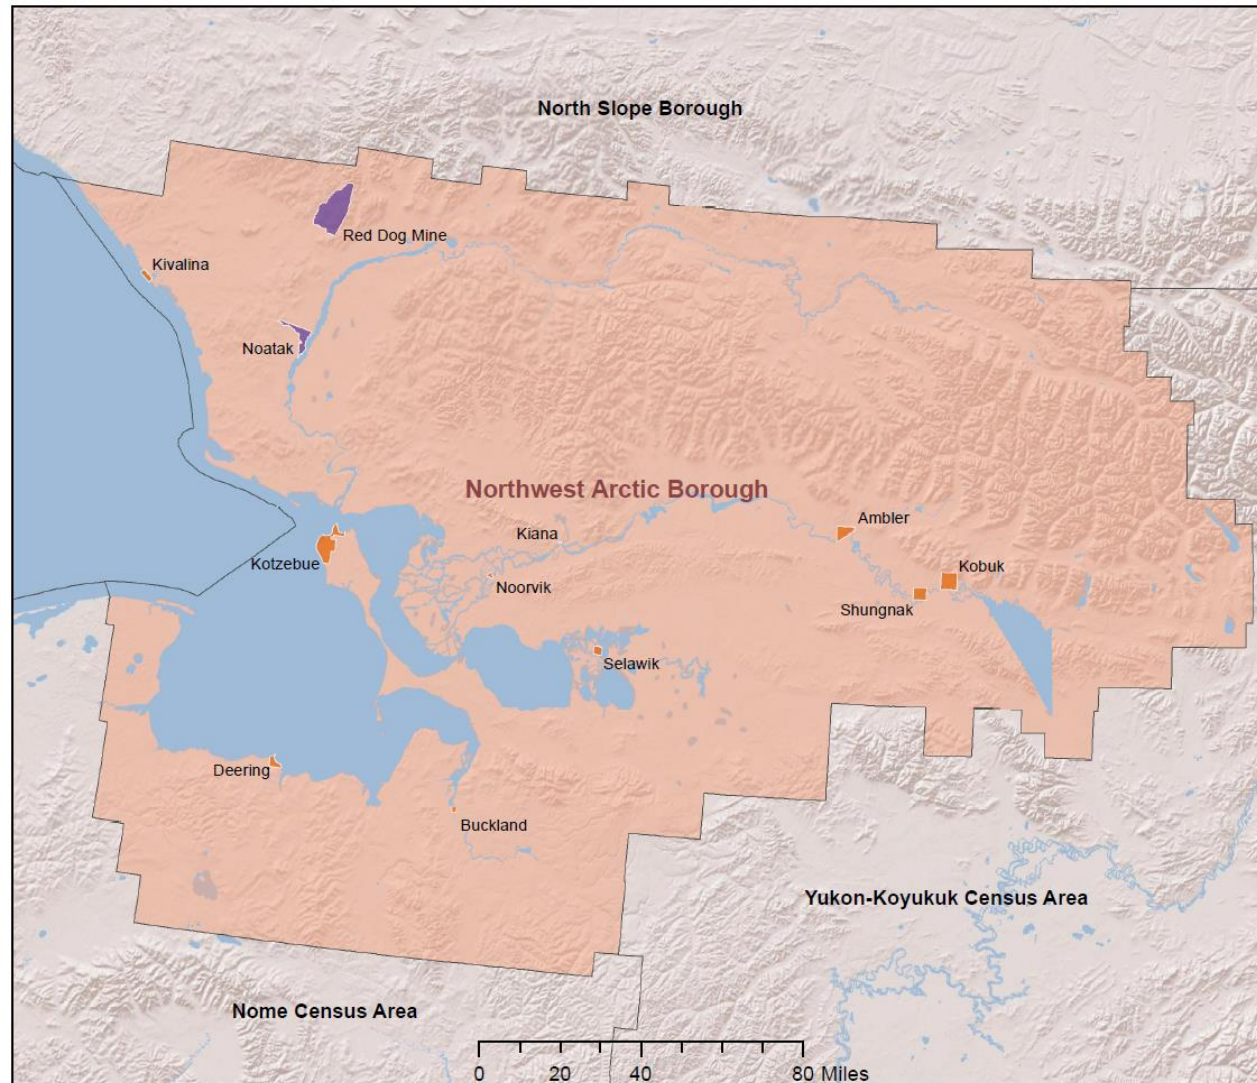 North Slope Borough
Red Dog Mine
Kivalina
Noatak
Northwest Arctic Borough
Ambler
Kiana
Kotzebue
Kobuk
Noorvik
Shungnak
Selawik
Deering
Buckland
Yukon-Koyukuk Census Area
Nome Census Area
0 20 40 80 Miles